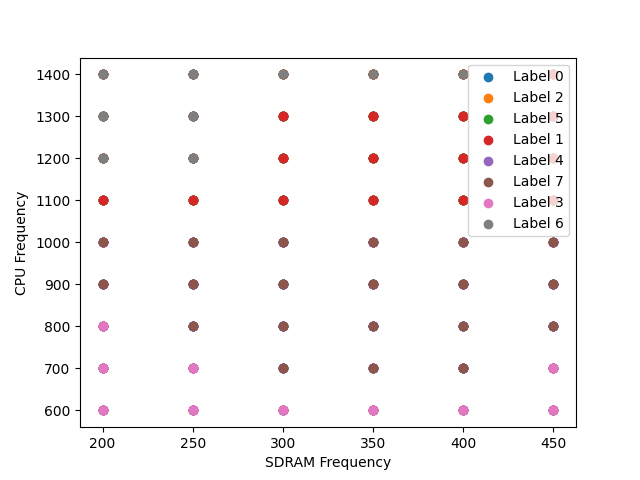 1400
1300
1200
1100
1000
900
800
700
600
CPU Frequency
200 250 300 350 400 450
SDRAM Frequency
Label 0
Label 2
Label 5
Label 1
Label 4
Label 7
Label 3
Label 6